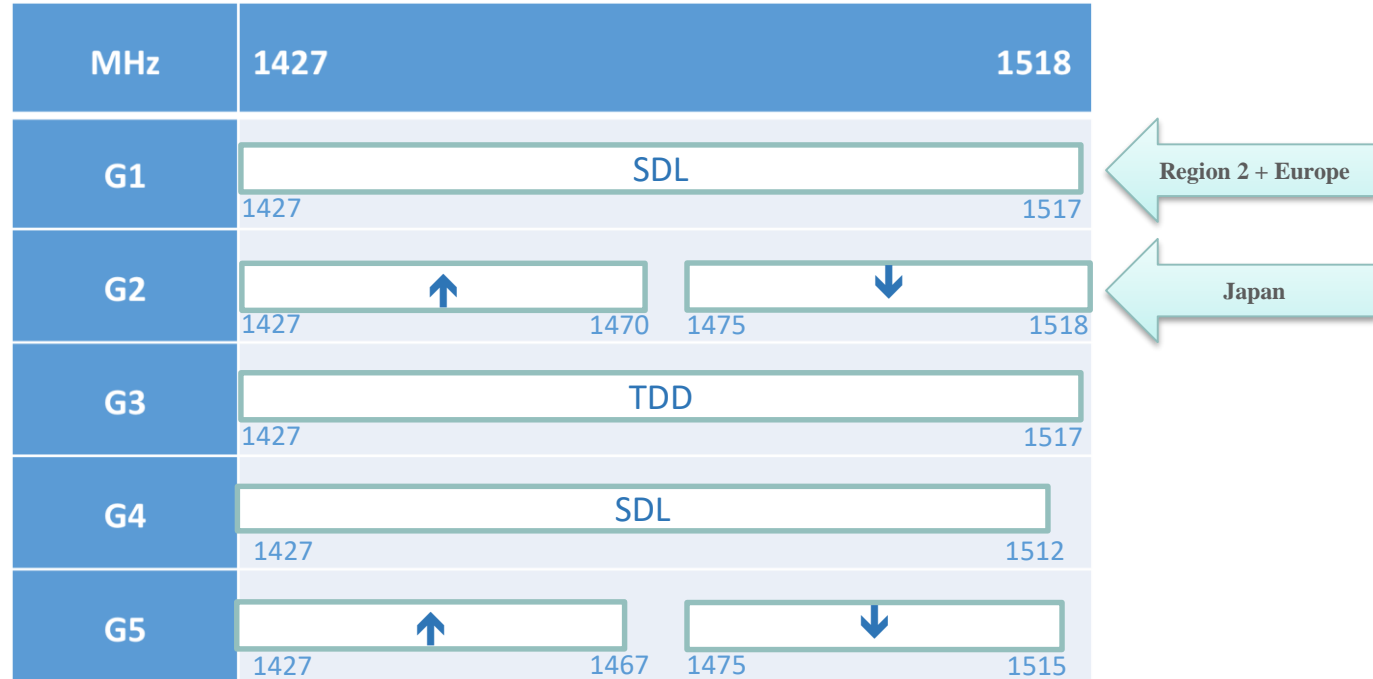 MHz 1427 1518
G1 SDL Region 2 + Europe
1427 1517
G2 ↑ ↓ Japan
1427 1470 1475 1518
G3 TDD
1427 1517
G4 SDL
1427 1512
G5 ↑ ↓
1427 1467 1475 1515